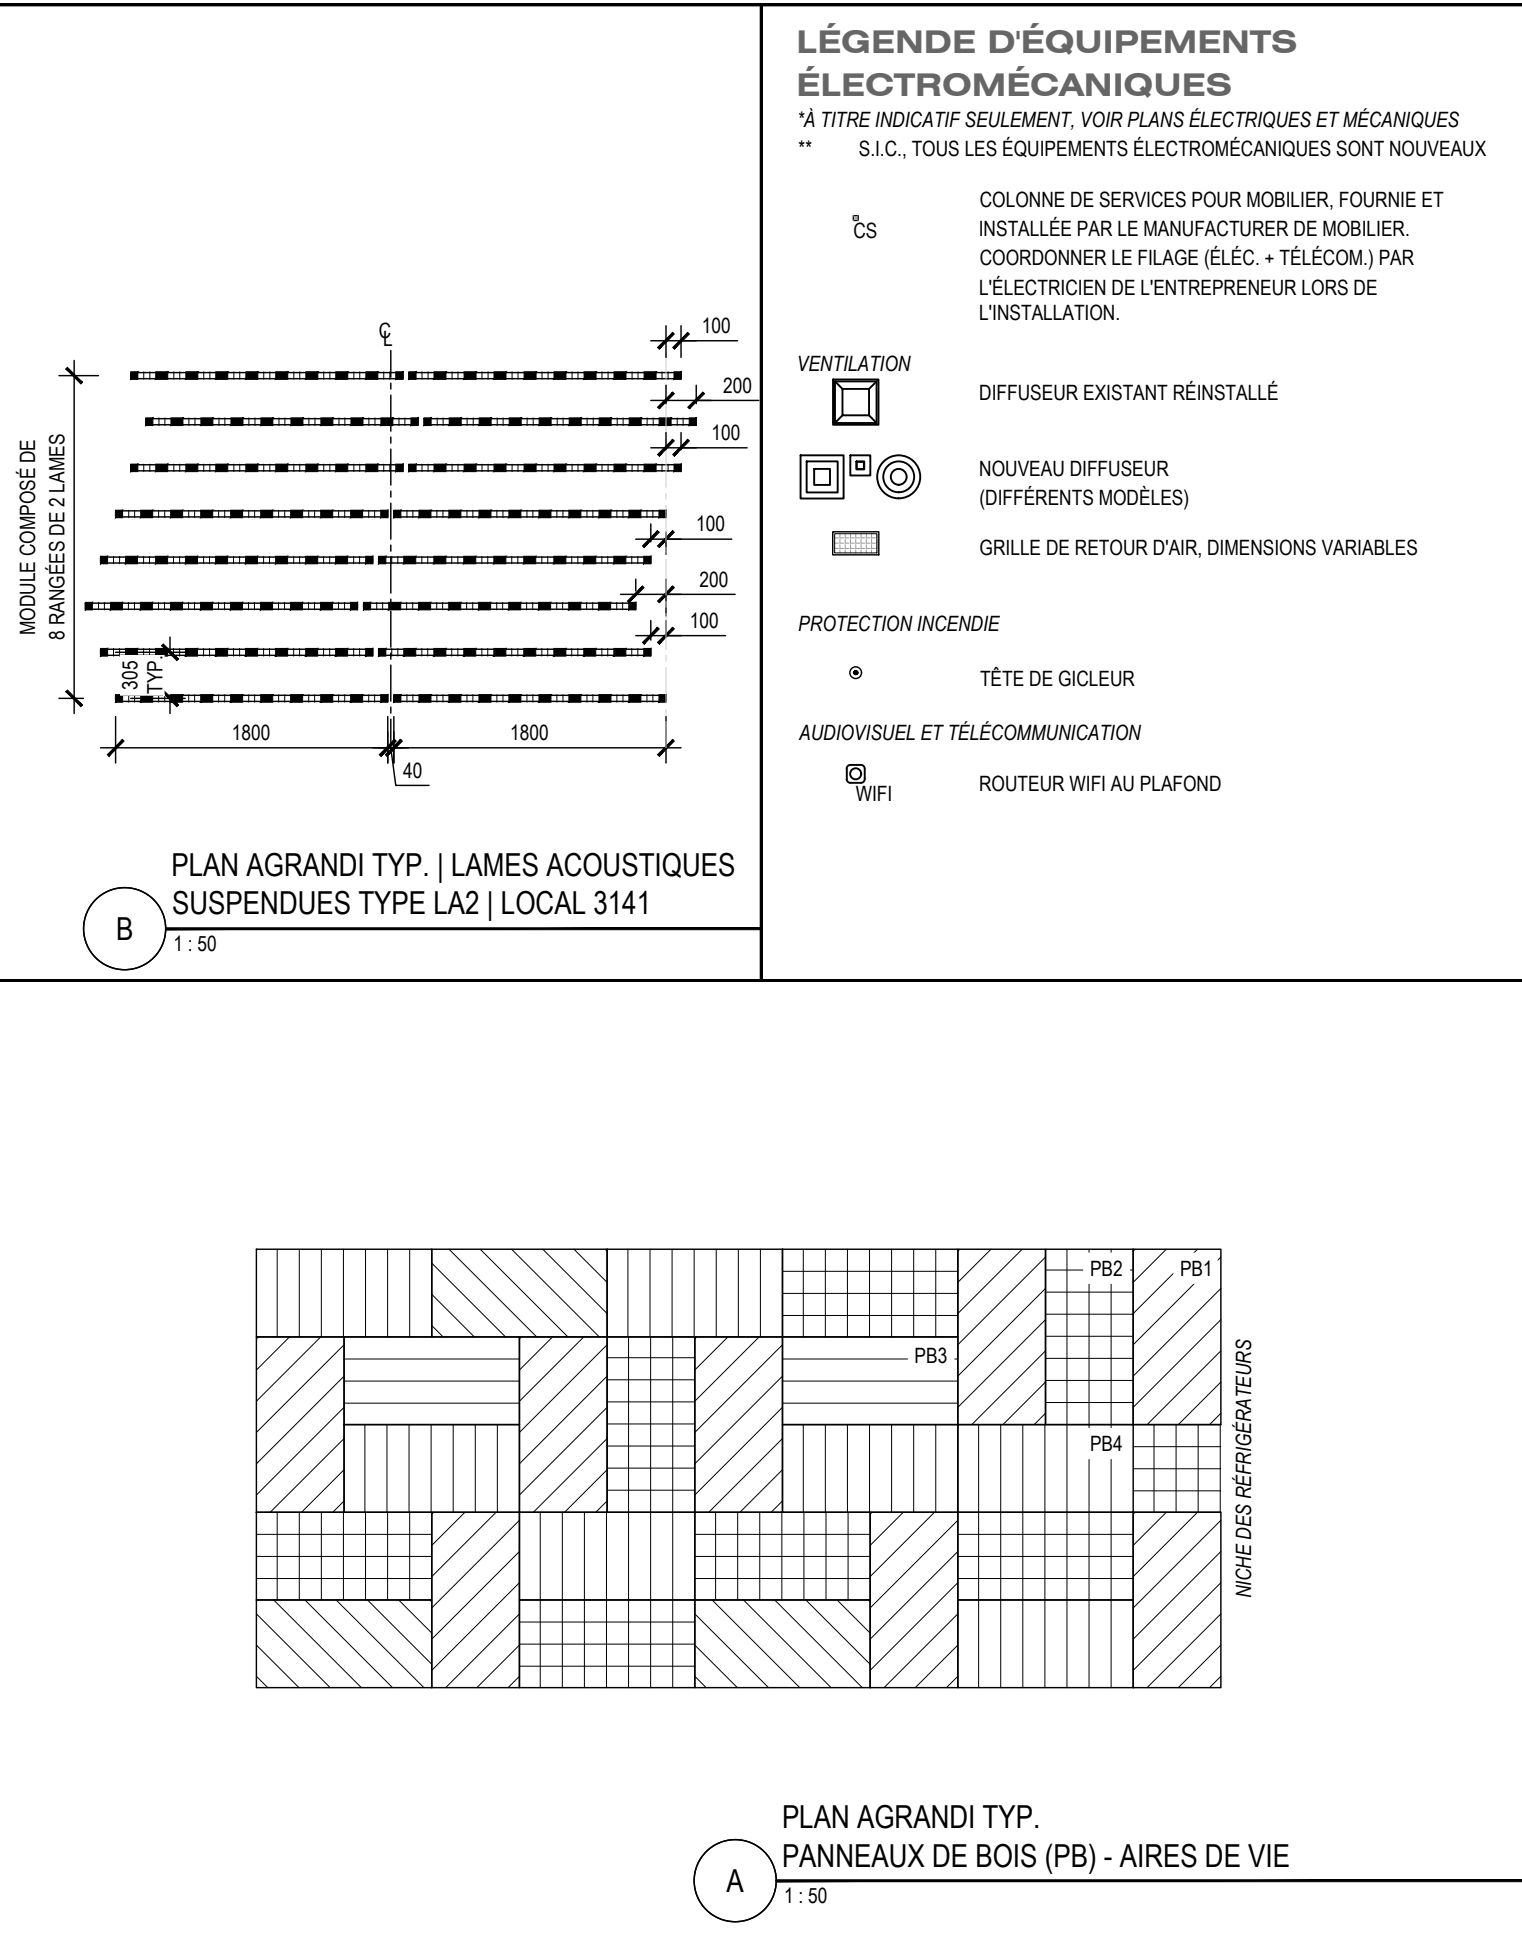 LÉGENDE D'ÉQUIPEMENTS
ÉLECTROMÉCANIQUES
*À TITRE INDICATIF SEULEMENT, VOIR PLANS ÉLECTRIQUES ET MÉCANIQUES
** S.I.C., TOUS LES ÉQUIPEMENTS ÉLECTROMÉCANIQUES SONT NOUVEAUX
CS
COLONNE DE SERVICES POUR MOBILIER, FOURNIE ET
INSTALLÉE PAR LE MANUFACTURER DE MOBILIER.
COORDONNER LE FILAGE (ÉLÉC. + TÉLÉCOM.) PAR
L'ÉLECTRICIEN DE L'ENTREPRENEUR LORS DE
L'INSTALLATION.
VENTILATION
DIFFUSEUR EXISTANT RÉINSTALLÉ
NOUVEAU DIFFUSEUR
(DIFFÉRENTS MODÈLES)
GRILLE DE RETOUR D'AIR, DIMENSIONS VARIABLES
PROTECTION INCENDIE
TÊTE DE GICLEUR
AUDIOVISUEL ET TÉLÉCOMMUNICATION
WIFI
ROUTEUR WIFI AU PLAFOND
CL
100
200
100
100
200
100
MODULE COMPOSÉ DE
8 RANGÉES DE 2 LAMES
305
TYP.
1800
1800
40
PLAN AGRANDI TYP. | LAMES ACOUSTIQUES
SUSPENDUES TYPE LA2 | LOCAL 3141
B
1 : 50
PB2
PB1
PB3
PB4
NICHE DES RÉFRIGÉRATEURS
PLAN AGRANDI TYP.
PANNEAUX DE BOIS (PB) - AIRES DE VIE
A
1 : 50